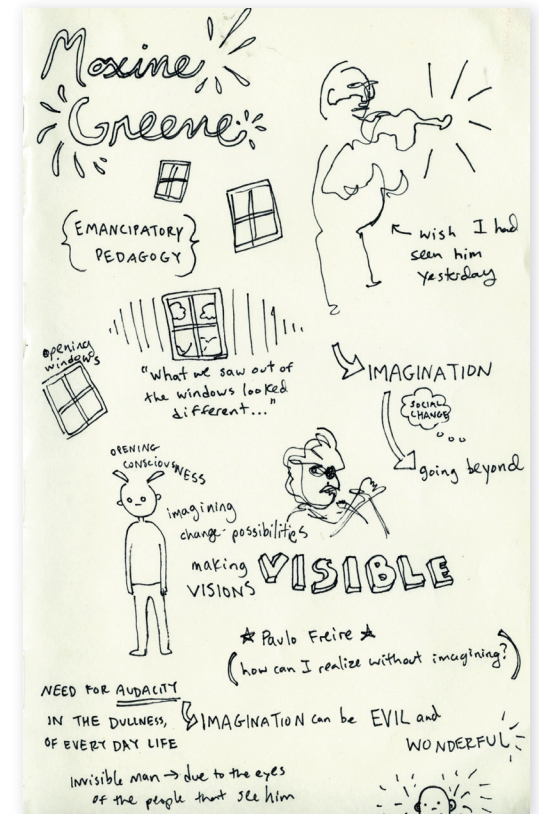 Maxine
Greene
EMANCIPATORY
PEDAGOGY
wish I had
seen him
yesterday
opening
windows
"What we saw out of
the windows looked
different..."
IMAGINATION
SOCIAL
CHANGE
going beyond
OPENING
CONSCIOUSNESS
imagining
change possibilities
making
VISIONS VISIBLE
Paulo Freire
(how can I realize without imagining?)
NEED FOR AUDACITY
IN THE DULLNESS,
OF EVERY DAY LIFE
IMAGINATION can be EVIL and
WONDERFUL
Invisible man → due to the eyes
of the people that see him